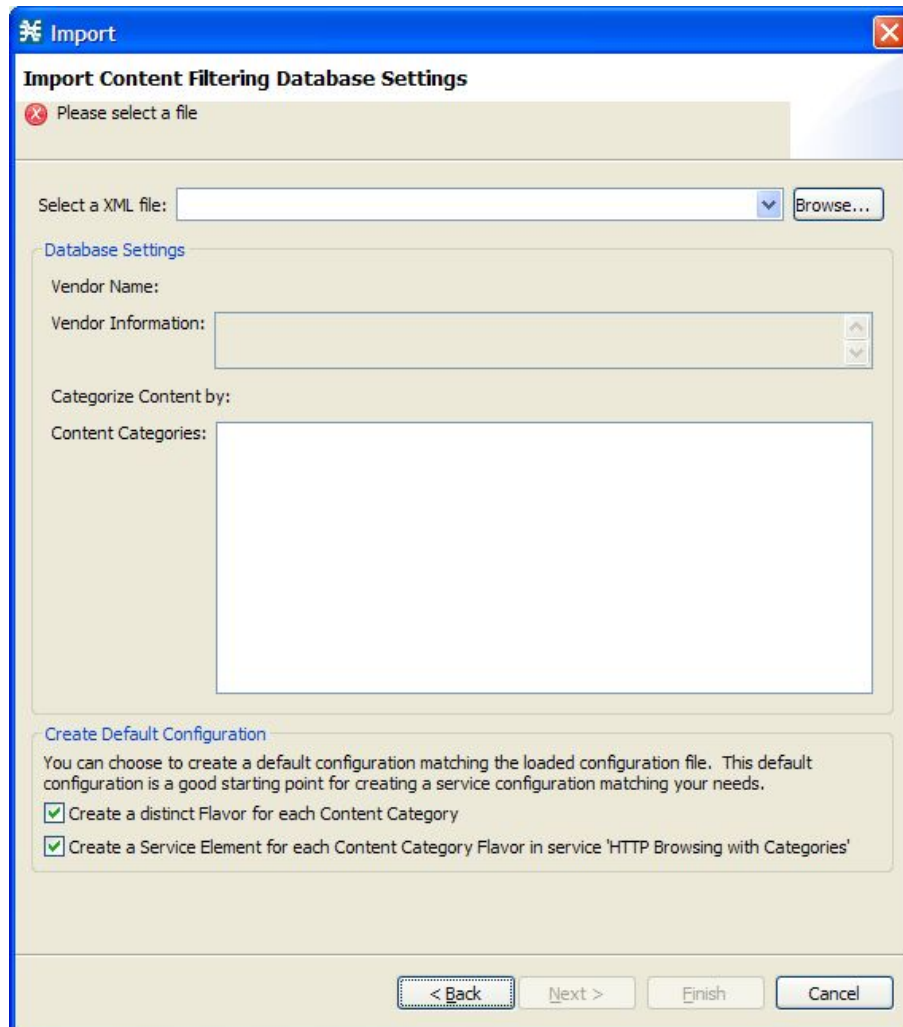 Import
Import Content Filtering Database Settings
Please select a file
Select a XML file:
Browse...
Database Settings
Vendor Name:
Vendor Information:
Categorize Content by:
Content Categories:
Create Default Configuration
You can choose to create a default configuration matching the loaded configuration file.  This default
configuration is a good starting point for creating a service configuration matching your needs.
Create a distinct Flavor for each Content Category
Create a Service Element for each Content Category Flavor in service 'HTTP Browsing with Categories'
< Back
Next >
Finish
Cancel